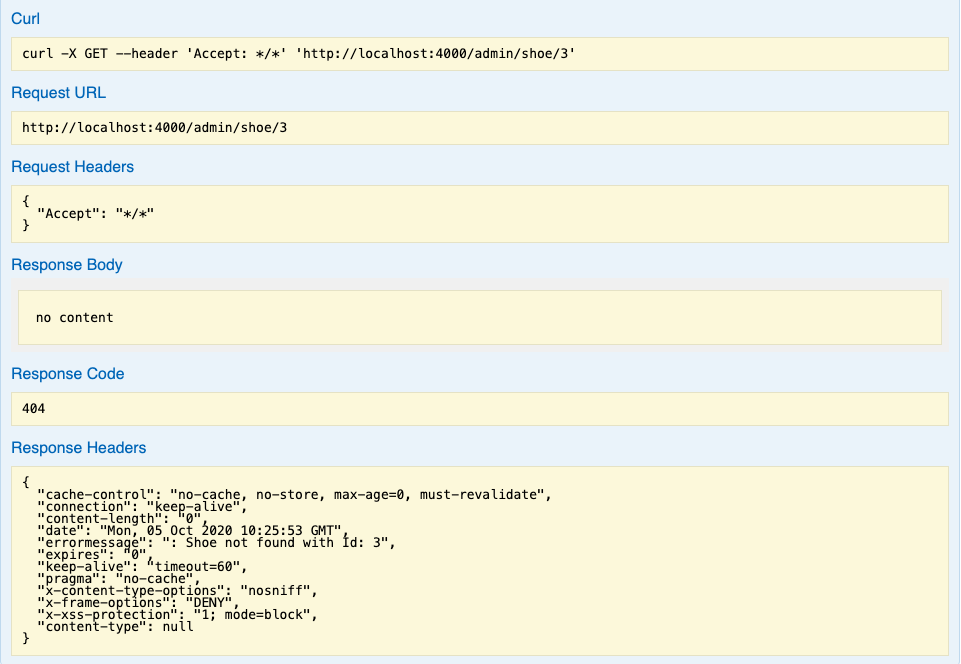 Curl
curl -X GET --header 'Accept: */*' 'http://localhost:4000/admin/shoe/3'
Request URL
http://localhost:4000/admin/shoe/3
Request Headers
{
  "Accept": "*/*"
}
Response Body
no content
Response Code
404
Response Headers
{
  "cache-control": "no-cache, no-store, max-age=0, must-revalidate",
  "connection": "keep-alive",
  "content-length": "0",
  "date": "Mon, 05 Oct 2020 10:25:53 GMT",
  "errormessage": ": Shoe not found with Id: 3",
  "expires": "0",
  "keep-alive": "timeout=60",
  "pragma": "no-cache",
  "x-content-type-options": "nosniff",
  "x-frame-options": "DENY",
  "x-xss-protection": "1; mode=block",
  "content-type": null
}